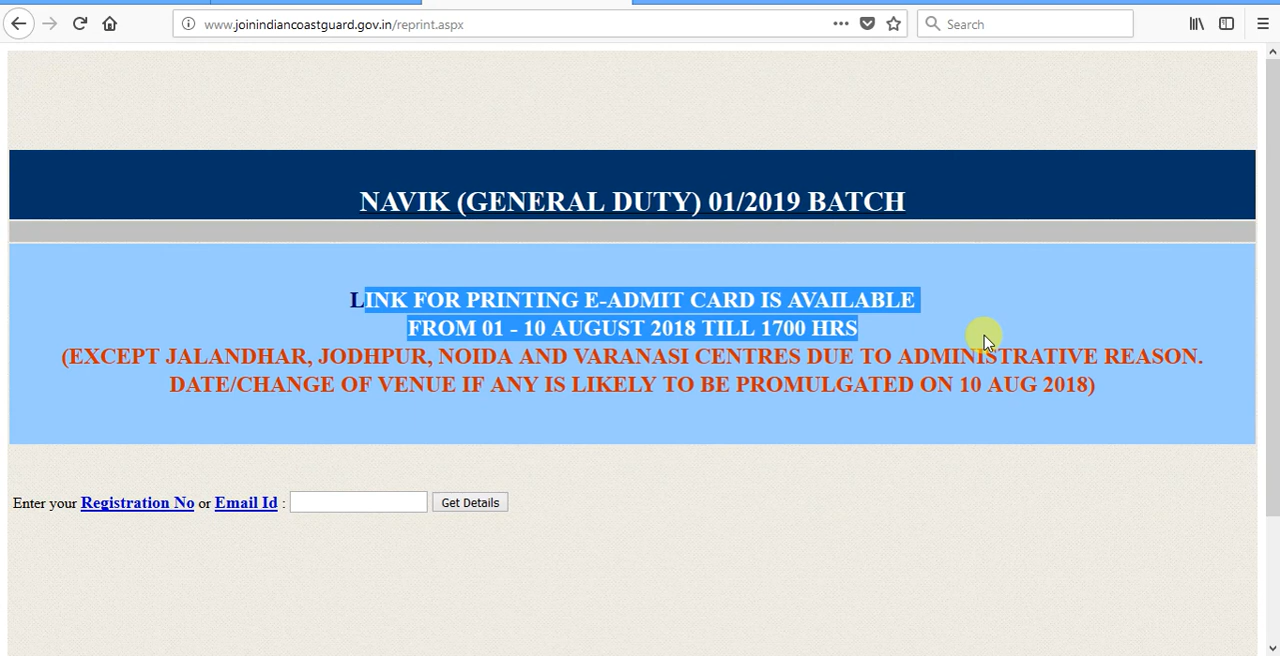 www.joinindiancoastguard.gov.in/reprint.aspx
Search
NAVIK (GENERAL DUTY) 01/2019 BATCH
LINK FOR PRINTING E-ADMIT CARD IS AVAILABLE
FROM 01 - 10 AUGUST 2018 TILL 1700 HRS
(EXCEPT JALANDHAR, JODHPUR, NOIDA AND VARANASI CENTRES DUE TO ADMINISTRATIVE REASON.
DATE/CHANGE OF VENUE IF ANY IS LIKELY TO BE PROMULGATED ON 10 AUG 2018)
Enter your Registration No or Email Id : Get Details